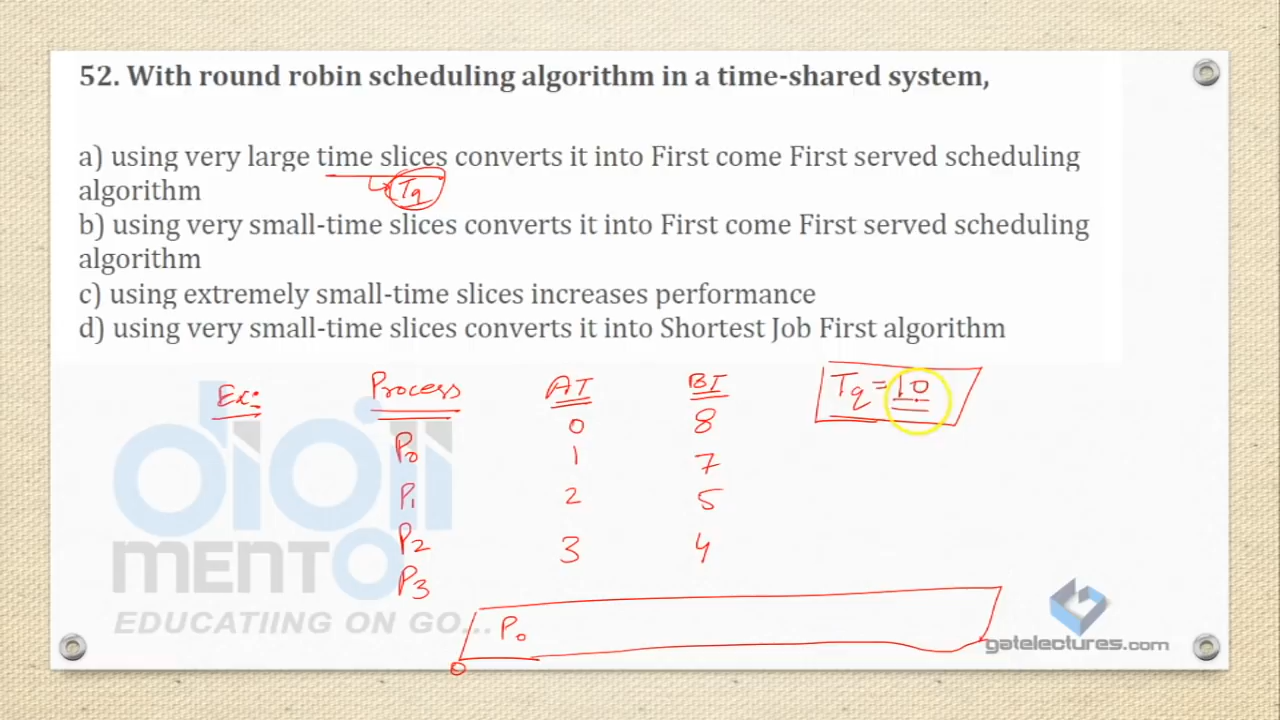 52. With round robin scheduling algorithm in a time-shared system,
a) using very large time slices converts it into First come First served scheduling
algorithm
Tq
b) using very small-time slices converts it into First come First served scheduling
algorithm
c) using extremely small-time slices increases performance
d) using very small-time slices converts it into Shortest Job First algorithm
Ex: Process AT BT Tq = 10
0 8
P0 1 7
P1 2 5
P2 3 4
P3
P0
0
DIGII
MENTO
EDUCATIING ON GO...
gatelectures.com